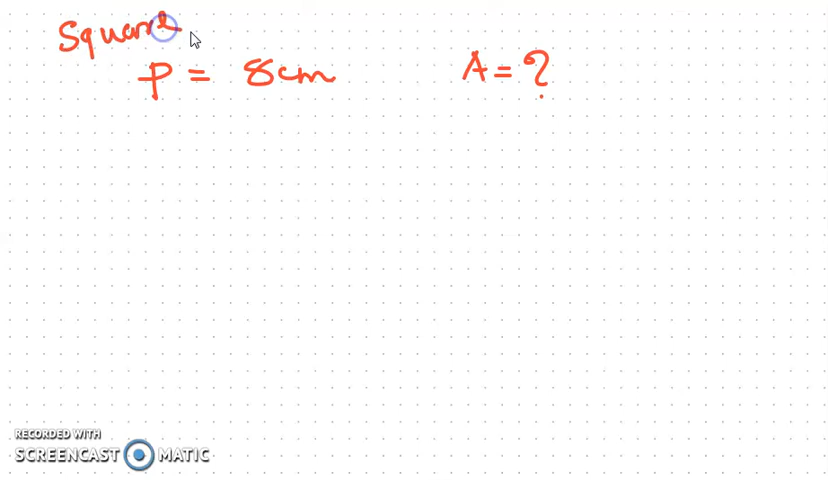 Square
P = 8cm A = ?
RECORDED WITH
SCREENCAST MATIC